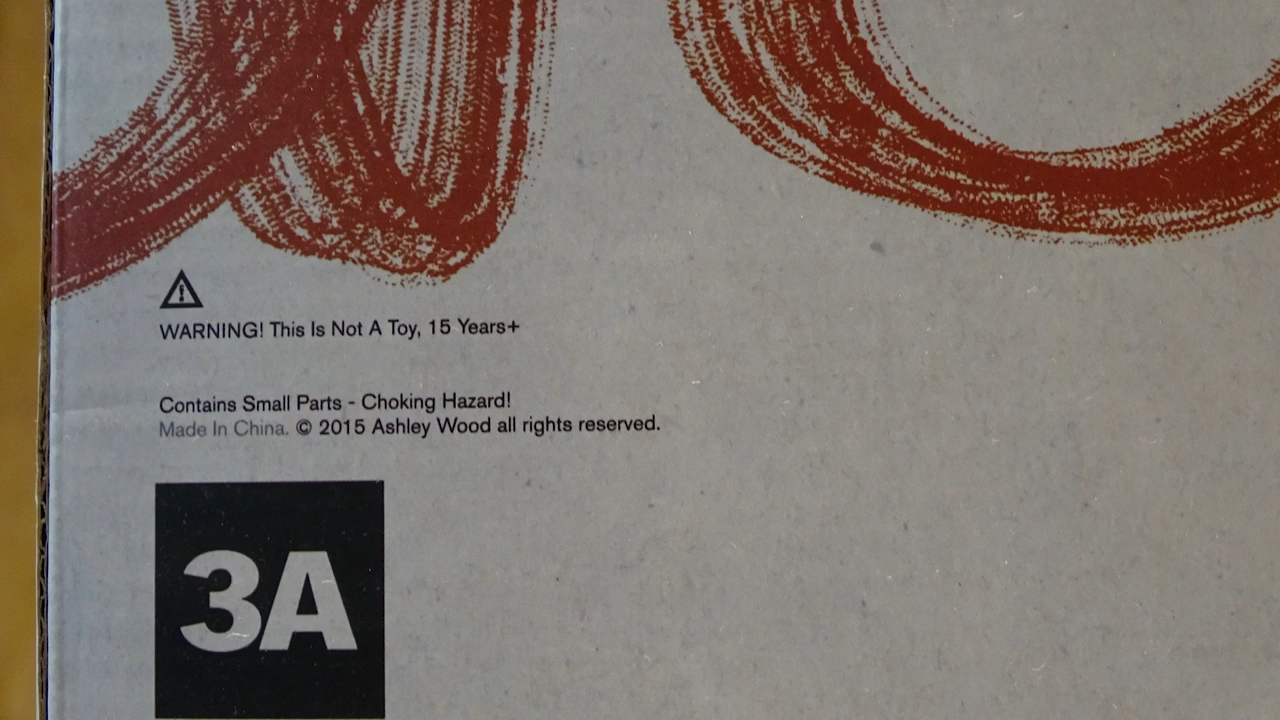 WARNING! This Is Not A Toy, 15 Years+
Contains Small Parts - Choking Hazard!
Made In China. © 2015 Ashley Wood all rights reserved.
3A